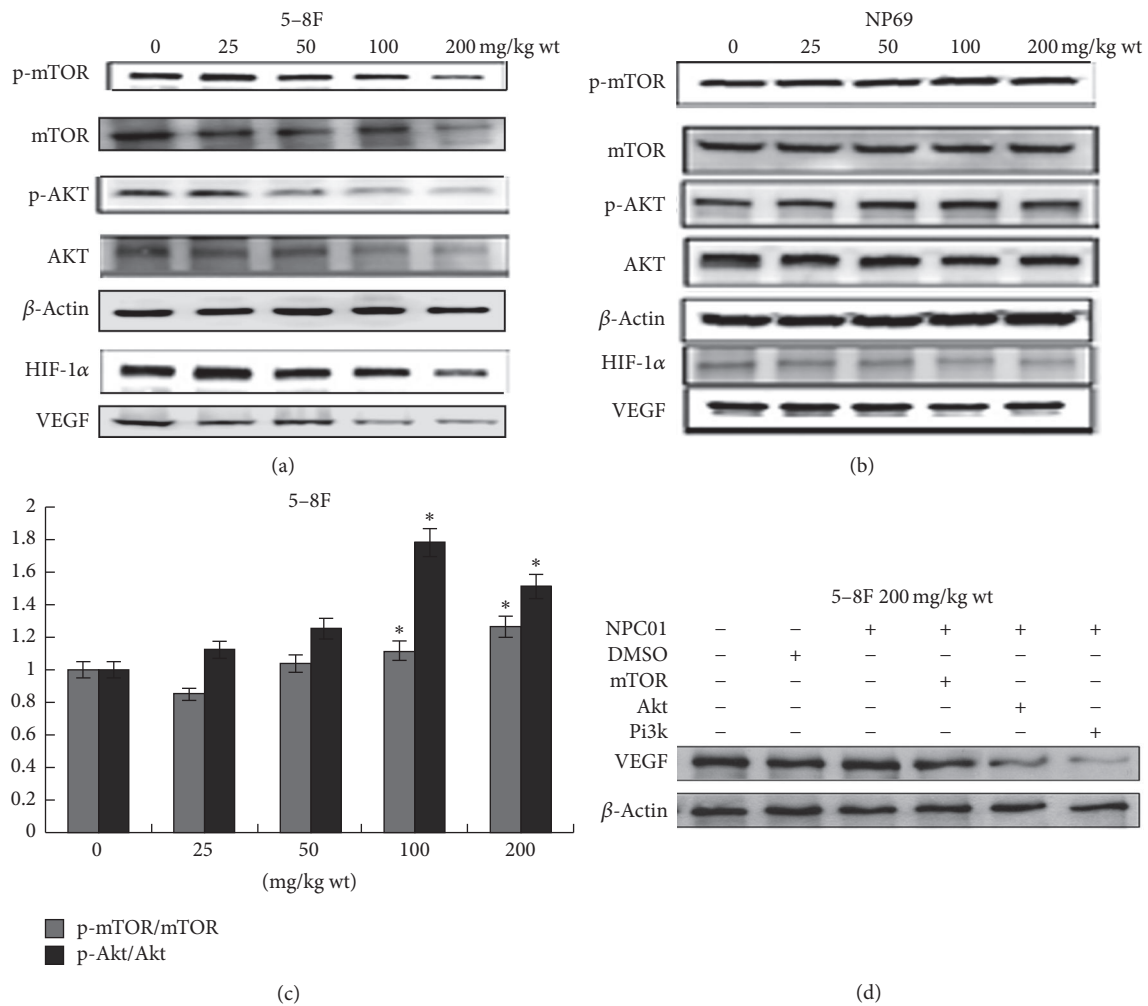 5–8F
0 25 50 100 200 mg/kg wt
p-mTOR
mTOR
p-AKT
AKT
β-Actin
HIF-1α
VEGF
(a)
NP69
0 25 50 100 200 mg/kg wt
p-mTOR
mTOR
p-AKT
AKT
β-Actin
HIF-1α
VEGF
(b)
5–8F
2
1.8
1.6
1.4
1.2
1
0.8
0.6
0.4
0.2
0
* * * *
0 25 50 100 200
(mg/kg wt)
p-mTOR/mTOR
p-Akt/Akt
(c)
5–8F 200 mg/kg wt
NPC01 – – + + + +
DMSO – + – – – –
mTOR – – – + – –
Akt – – – – + –
Pi3k – – – – – +
VEGF
β-Actin
(d)